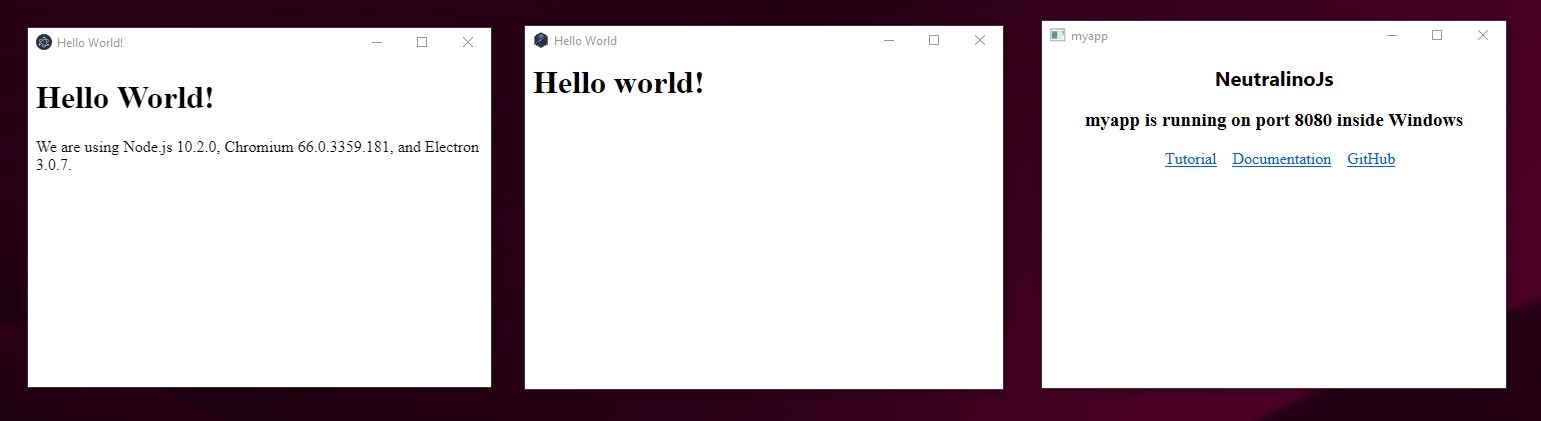 Hello World!
Hello World!
We are using Node.js 10.2.0, Chromium 66.0.3359.181, and Electron
3.0.7.
Hello World
Hello world!
myapp
NeutralinoJs
myapp is running on port 8080 inside Windows
Tutorial Documentation GitHub